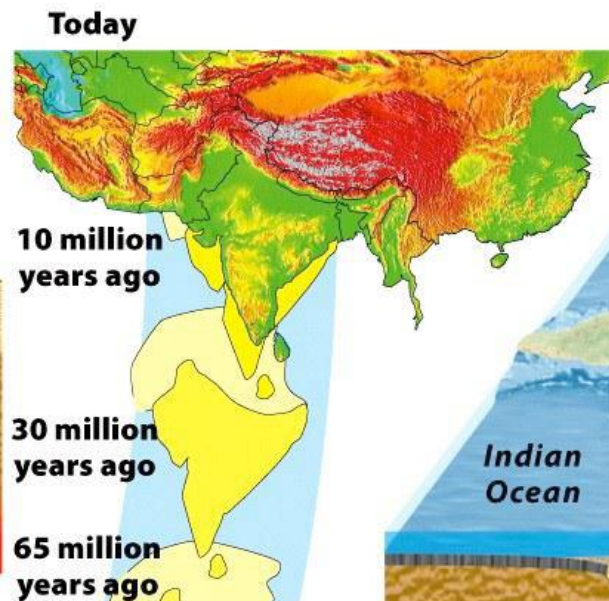 Today
10 million
years ago
30 million
years ago
Indian
Ocean
65 million
years ago